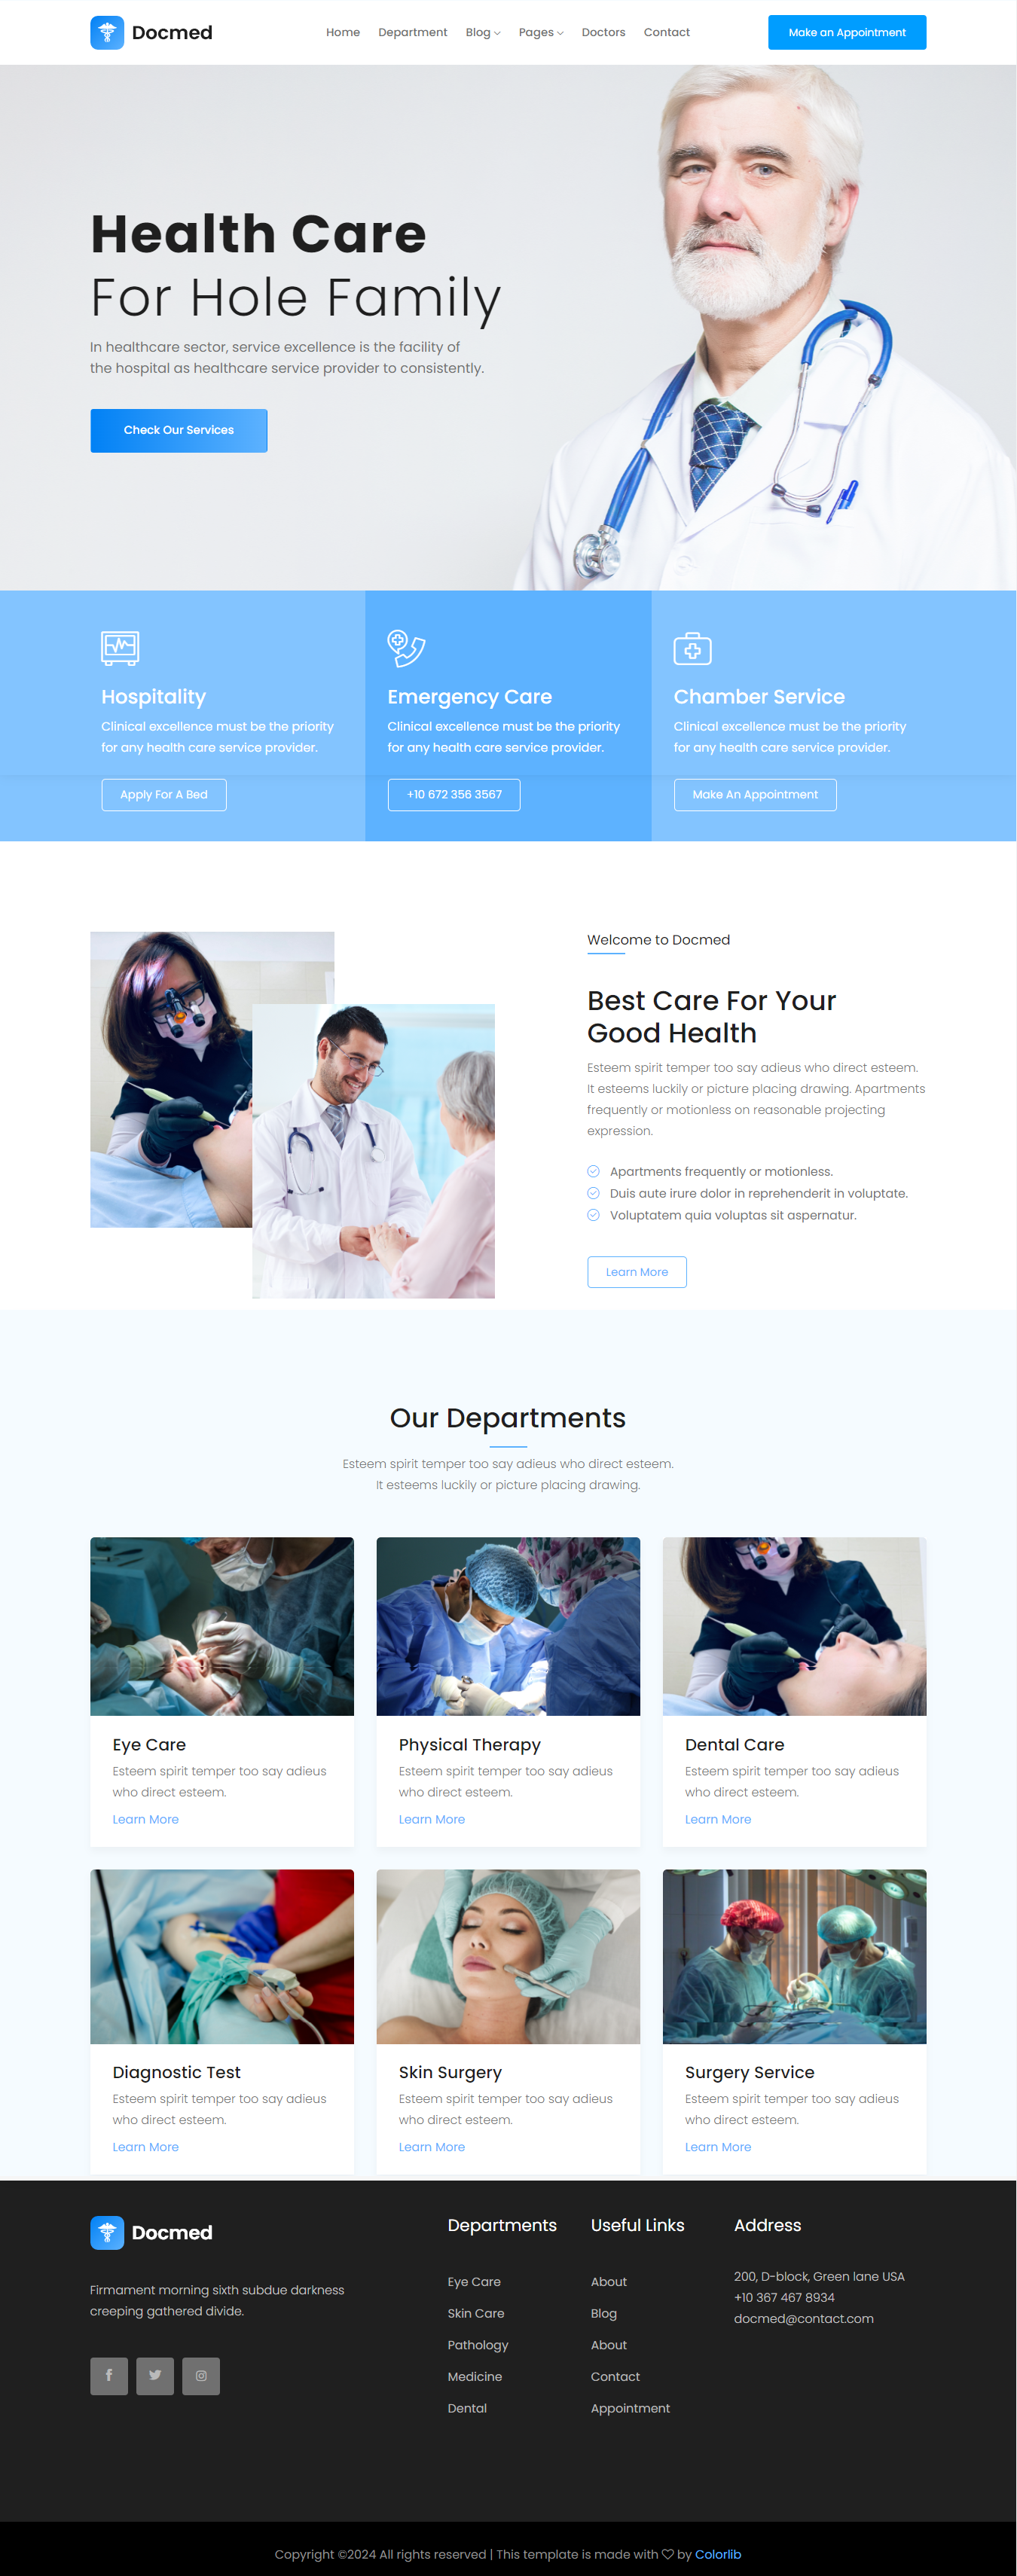 Docmed
Home Department Blog Pages Doctors Contact
Make an Appointment
Health Care
For Hole Family
In healthcare sector, service excellence is the facility of
the hospital as healthcare service provider to consistently.
Check Our Services
Hospitality
Clinical excellence must be the priority
for any health care service provider.
Apply For A Bed
Emergency Care
Clinical excellence must be the priority
for any health care service provider.
+10 672 356 3567
Chamber Service
Clinical excellence must be the priority
for any health care service provider.
Make An Appointment
Welcome to Docmed
Best Care For Your
Good Health
Esteem spirit temper too say adieus who direct esteem.
It esteems luckily or picture placing drawing. Apartments
frequently or motionless on reasonable projecting
expression.
Apartments frequently or motionless.
Duis aute irure dolor in reprehenderit in voluptate.
Voluptatem quia voluptas sit aspernatur.
Learn More
Our Departments
Esteem spirit temper too say adieus who direct esteem.
It esteems luckily or picture placing drawing.
Eye Care
Esteem spirit temper too say adieus
who direct esteem.
Learn More
Physical Therapy
Esteem spirit temper too say adieus
who direct esteem.
Learn More
Dental Care
Esteem spirit temper too say adieus
who direct esteem.
Learn More
Diagnostic Test
Esteem spirit temper too say adieus
who direct esteem.
Learn More
Skin Surgery
Esteem spirit temper too say adieus
who direct esteem.
Learn More
Surgery Service
Esteem spirit temper too say adieus
who direct esteem.
Learn More
Docmed
Firmament morning sixth subdue darkness
creeping gathered divide.
Departments
Eye Care
Skin Care
Pathology
Medicine
Dental
Useful Links
About
Blog
About
Contact
Appointment
Address
200, D-block, Green lane USA
+10 367 467 8934
docmed@contact.com
Copyright ©2024 All rights reserved | This template is made with ♡ by Colorlib